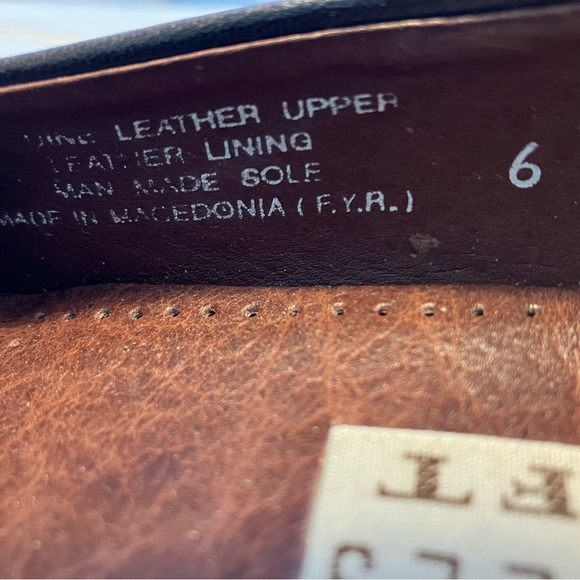 LEATHER UPPER
LEATHER LINING
MAN MADE SOLE
MADE IN MACEDONIA (F.Y.R.)
6